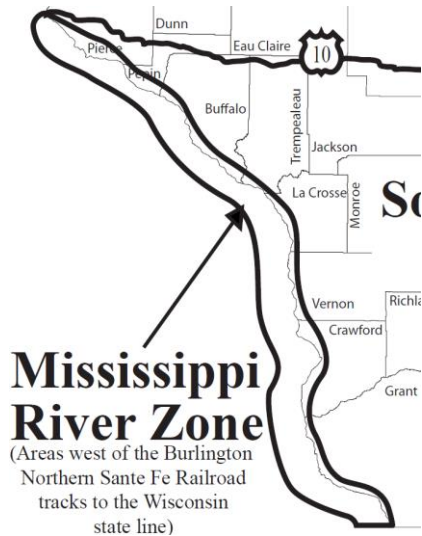 Dunn
Pierce
Eau Claire
10
Pepin
Buffalo
Trempealeau
Jackson
La Crosse
Monroe
So
Vernon
Richla
Crawford
Grant
Mississippi
River Zone
(Areas west of the Burlington
Northern Sante Fe Railroad
tracks to the Wisconsin
state line)